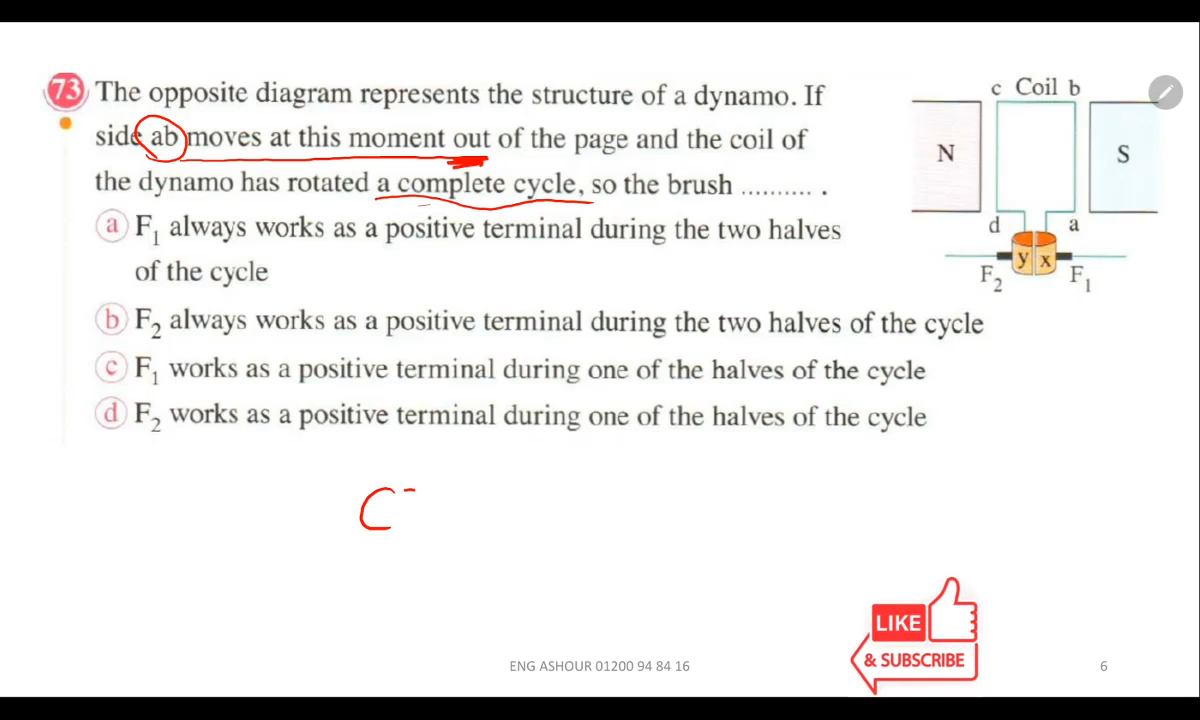 73 The opposite diagram represents the structure of a dynamo. If
side ab moves at this moment out of the page and the coil of
the dynamo has rotated a complete cycle, so the brush .......... .
a F1 always works as a positive terminal during the two halves
of the cycle
b F2 always works as a positive terminal during the two halves of the cycle
c F1 works as a positive terminal during one of the halves of the cycle
d F2 works as a positive terminal during one of the halves of the cycle
c Coil b
N
S
d a
y x
F2 F1
LIKE
& SUBSCRIBE
ENG ASHOUR 01200 94 84 16
6